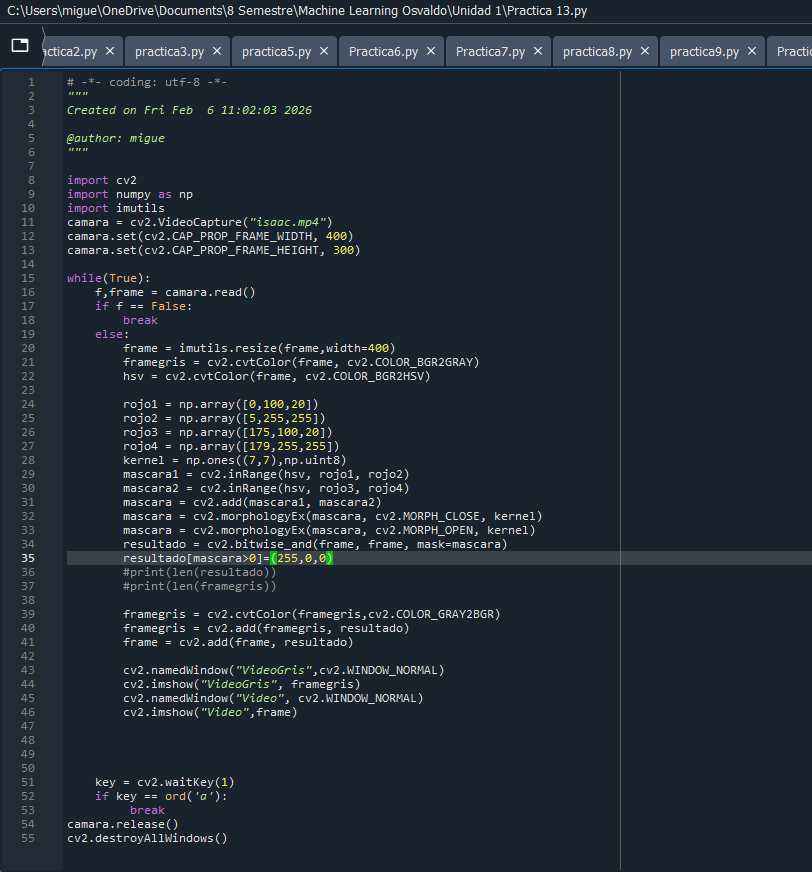 C:\Users\migue\OneDrive\Documents\8 Semestre\Machine Learning Osvaldo\Unidad 1\Practica 13.py
actica2.py practica3.py practica5.py Practica6.py Practica7.py practica8.py practica9.py Practic
1 # -*- coding: utf-8 -*-
2 """
3 Created on Fri Feb  6 11:02:03 2026
4
5 @author: migue
6 """
7
8 import cv2
9 import numpy as np
10 import imutils
11 camara = cv2.VideoCapture("isaac.mp4")
12 camara.set(cv2.CAP_PROP_FRAME_WIDTH, 400)
13 camara.set(cv2.CAP_PROP_FRAME_HEIGHT, 300)
14
15 while(True):
16     f,frame = camara.read()
17     if f == False:
18         break
19     else:
20         frame = imutils.resize(frame,width=400)
21         framegris = cv2.cvtColor(frame, cv2.COLOR_BGR2GRAY)
22         hsv = cv2.cvtColor(frame, cv2.COLOR_BGR2HSV)
23
24         rojo1 = np.array([0,100,20])
25         rojo2 = np.array([5,255,255])
26         rojo3 = np.array([175,100,20])
27         rojo4 = np.array([179,255,255])
28         kernel = np.ones((7,7),np.uint8)
29         mascara1 = cv2.inRange(hsv, rojo1, rojo2)
30         mascara2 = cv2.inRange(hsv, rojo3, rojo4)
31         mascara = cv2.add(mascara1, mascara2)
32         mascara = cv2.morphologyEx(mascara, cv2.MORPH_CLOSE, kernel)
33         mascara = cv2.morphologyEx(mascara, cv2.MORPH_OPEN, kernel)
34         resultado = cv2.bitwise_and(frame, frame, mask=mascara)
35         resultado[mascara>0]=(255,0,0)
36         #print(len(resultado))
37         #print(len(framegris))
38
39         framegris = cv2.cvtColor(framegris,cv2.COLOR_GRAY2BGR)
40         framegris = cv2.add(framegris, resultado)
41         frame = cv2.add(frame, resultado)
42
43         cv2.namedWindow("VideoGris",cv2.WINDOW_NORMAL)
44         cv2.imshow("VideoGris", framegris)
45         cv2.namedWindow("Video", cv2.WINDOW_NORMAL)
46         cv2.imshow("Video",frame)
47
48
49
50
51     key = cv2.waitKey(1)
52     if key == ord('a'):
53          break
54 camara.release()
55 cv2.destroyAllWindows()